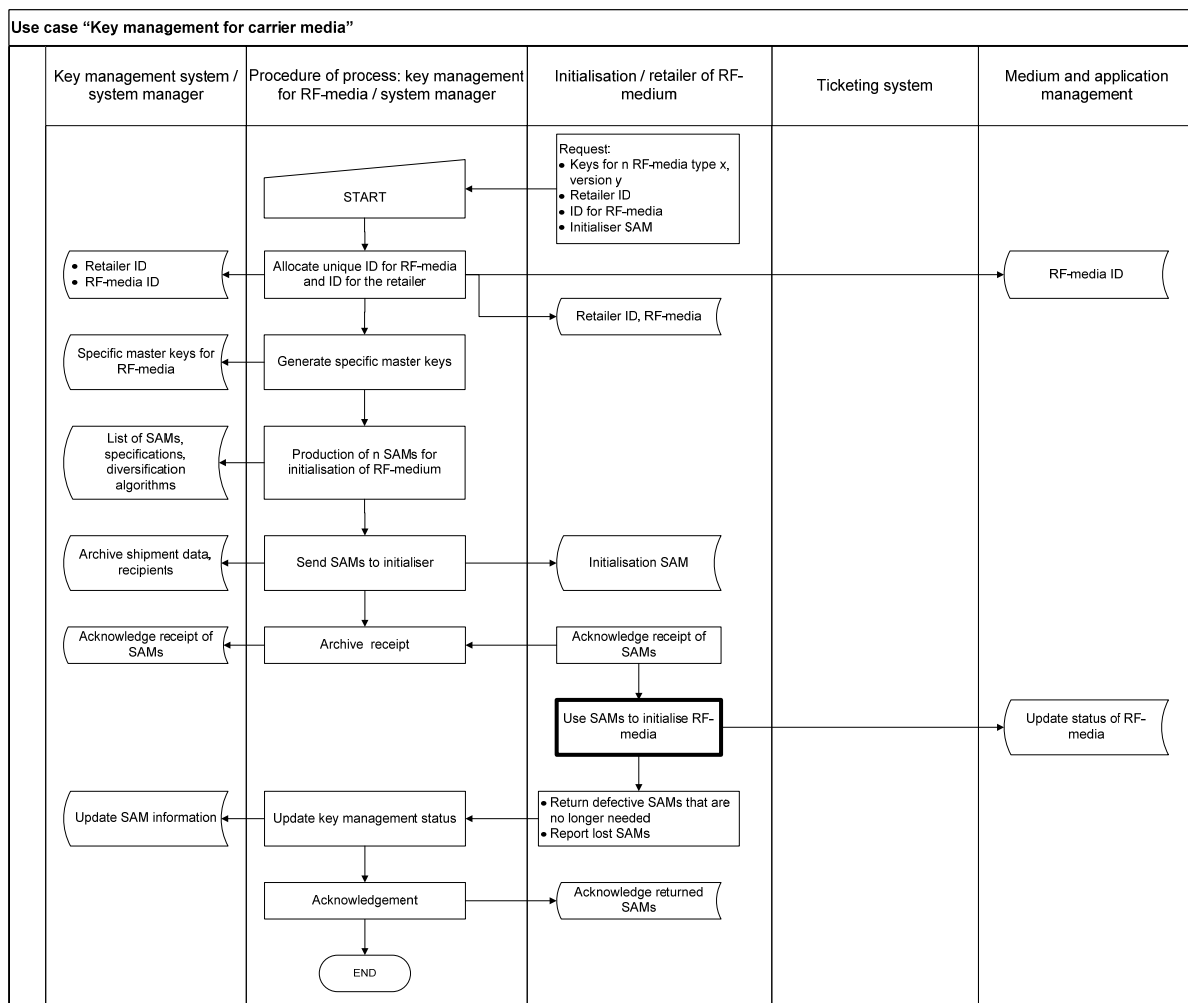 Use case “Key management for carrier media”
Key management system /
system manager
Procedure of process: key management
for RF-media / system manager
Initialisation / retailer of RF-
medium
Ticketing system
Medium and application
management
Request:
• Keys for n RF-media type x,
version y
• Retailer ID
• ID for RF-media
• Initialiser SAM
START
• Retailer ID
• RF-media ID
Allocate unique ID for RF-media
and ID for the retailer
RF-media ID
Retailer ID, RF-media
Specific master keys for
RF-media
Generate specific master keys
List of SAMs,
specifications,
diversification
algorithms
Production of n SAMs for
initialisation of RF-medium
Archive shipment data,
recipients
Send SAMs to initialiser
Initialisation SAM
Acknowledge receipt of
SAMs
Archive receipt
Acknowledge receipt of
SAMs
Use SAMs to initialise RF-
media
Update status of RF-
media
Update SAM information
Update key management status
• Return defective SAMs that are
no longer needed
• Report lost SAMs
Acknowledgement
Acknowledge returned
SAMs
END